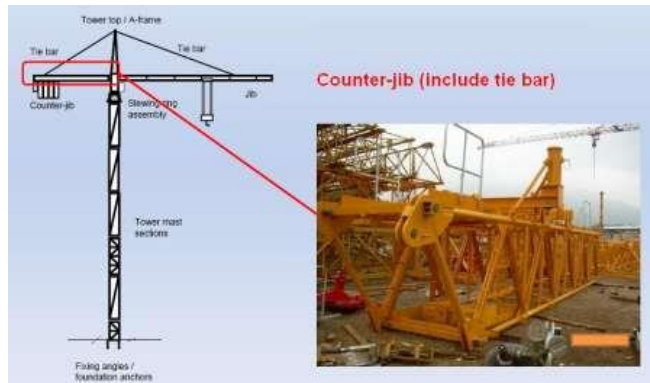 Tower top / A-frame
Tie bar
Tie bar
Counter-jib
Jib
Slewing ring
assembly
Tower mast
sections
Fixing angles /
foundation anchors
Counter-jib (include tie bar)